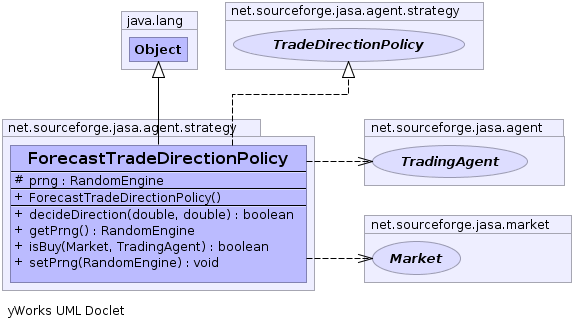 java.lang
Object
net.sourceforge.jasa.agent.strategy
TradeDirectionPolicy
net.sourceforge.jasa.agent.strategy
ForecastTradeDirectionPolicy
# prng : RandomEngine
+ ForecastTradeDirectionPolicy()
+ decideDirection(double, double) : boolean
+ getPrng() : RandomEngine
+ isBuy(Market, TradingAgent) : boolean
+ setPrng(RandomEngine) : void
net.sourceforge.jasa.agent
TradingAgent
net.sourceforge.jasa.market
Market
yWorks UML Doclet